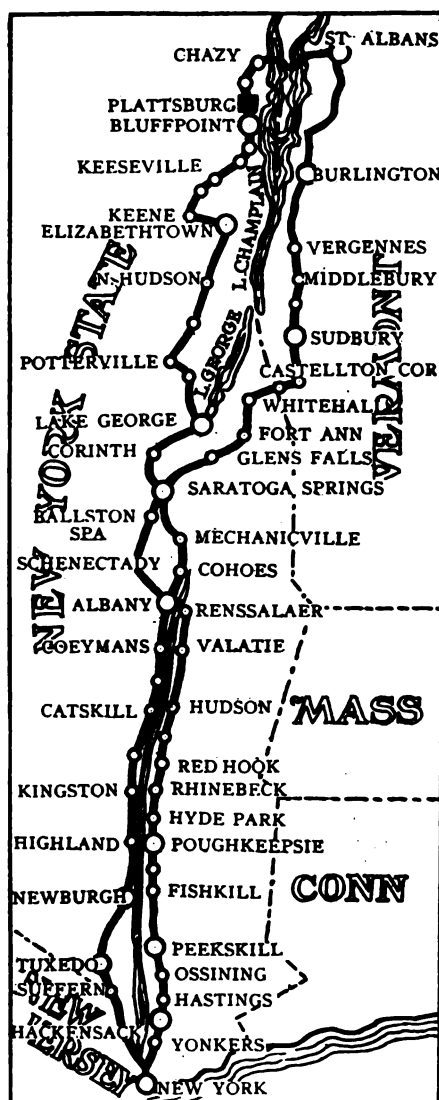 ST. ALBANS
CHAZY
PLATTSBURG
BLUFFPOINT
KEESEVILLE
BURLINGTON
L. CHAMPLAIN
KEENE
ELIZABETHTOWN
VERGENNES
N. HUDSON
MIDDLEBURY
VERMONT
NEW YORK STATE
L. GEORGE
SUDBURY
POTTERVILLE
CASTELLTON COR
WHITEHALL
LAKE GEORGE
FORT ANN
CORINTH
GLENS FALLS
SARATOGA SPRINGS
BALLSTON
SPA
MECHANICVILLE
SCHENECTADY
COHOES
ALBANY
RENSSALAER
COEYMANS
VALATIE
CATSKILL
HUDSON
MASS
RED HOOK
KINGSTON
RHINEBECK
HYDE PARK
HIGHLAND
POUGHKEEPSIE
NEWBURGH
FISHKILL
CONN
PEEKSKILL
TUXEDO
OSSINING
SUFFERN
HASTINGS
NEW JERSEY
HACKENSACK
YONKERS
NEW YORK